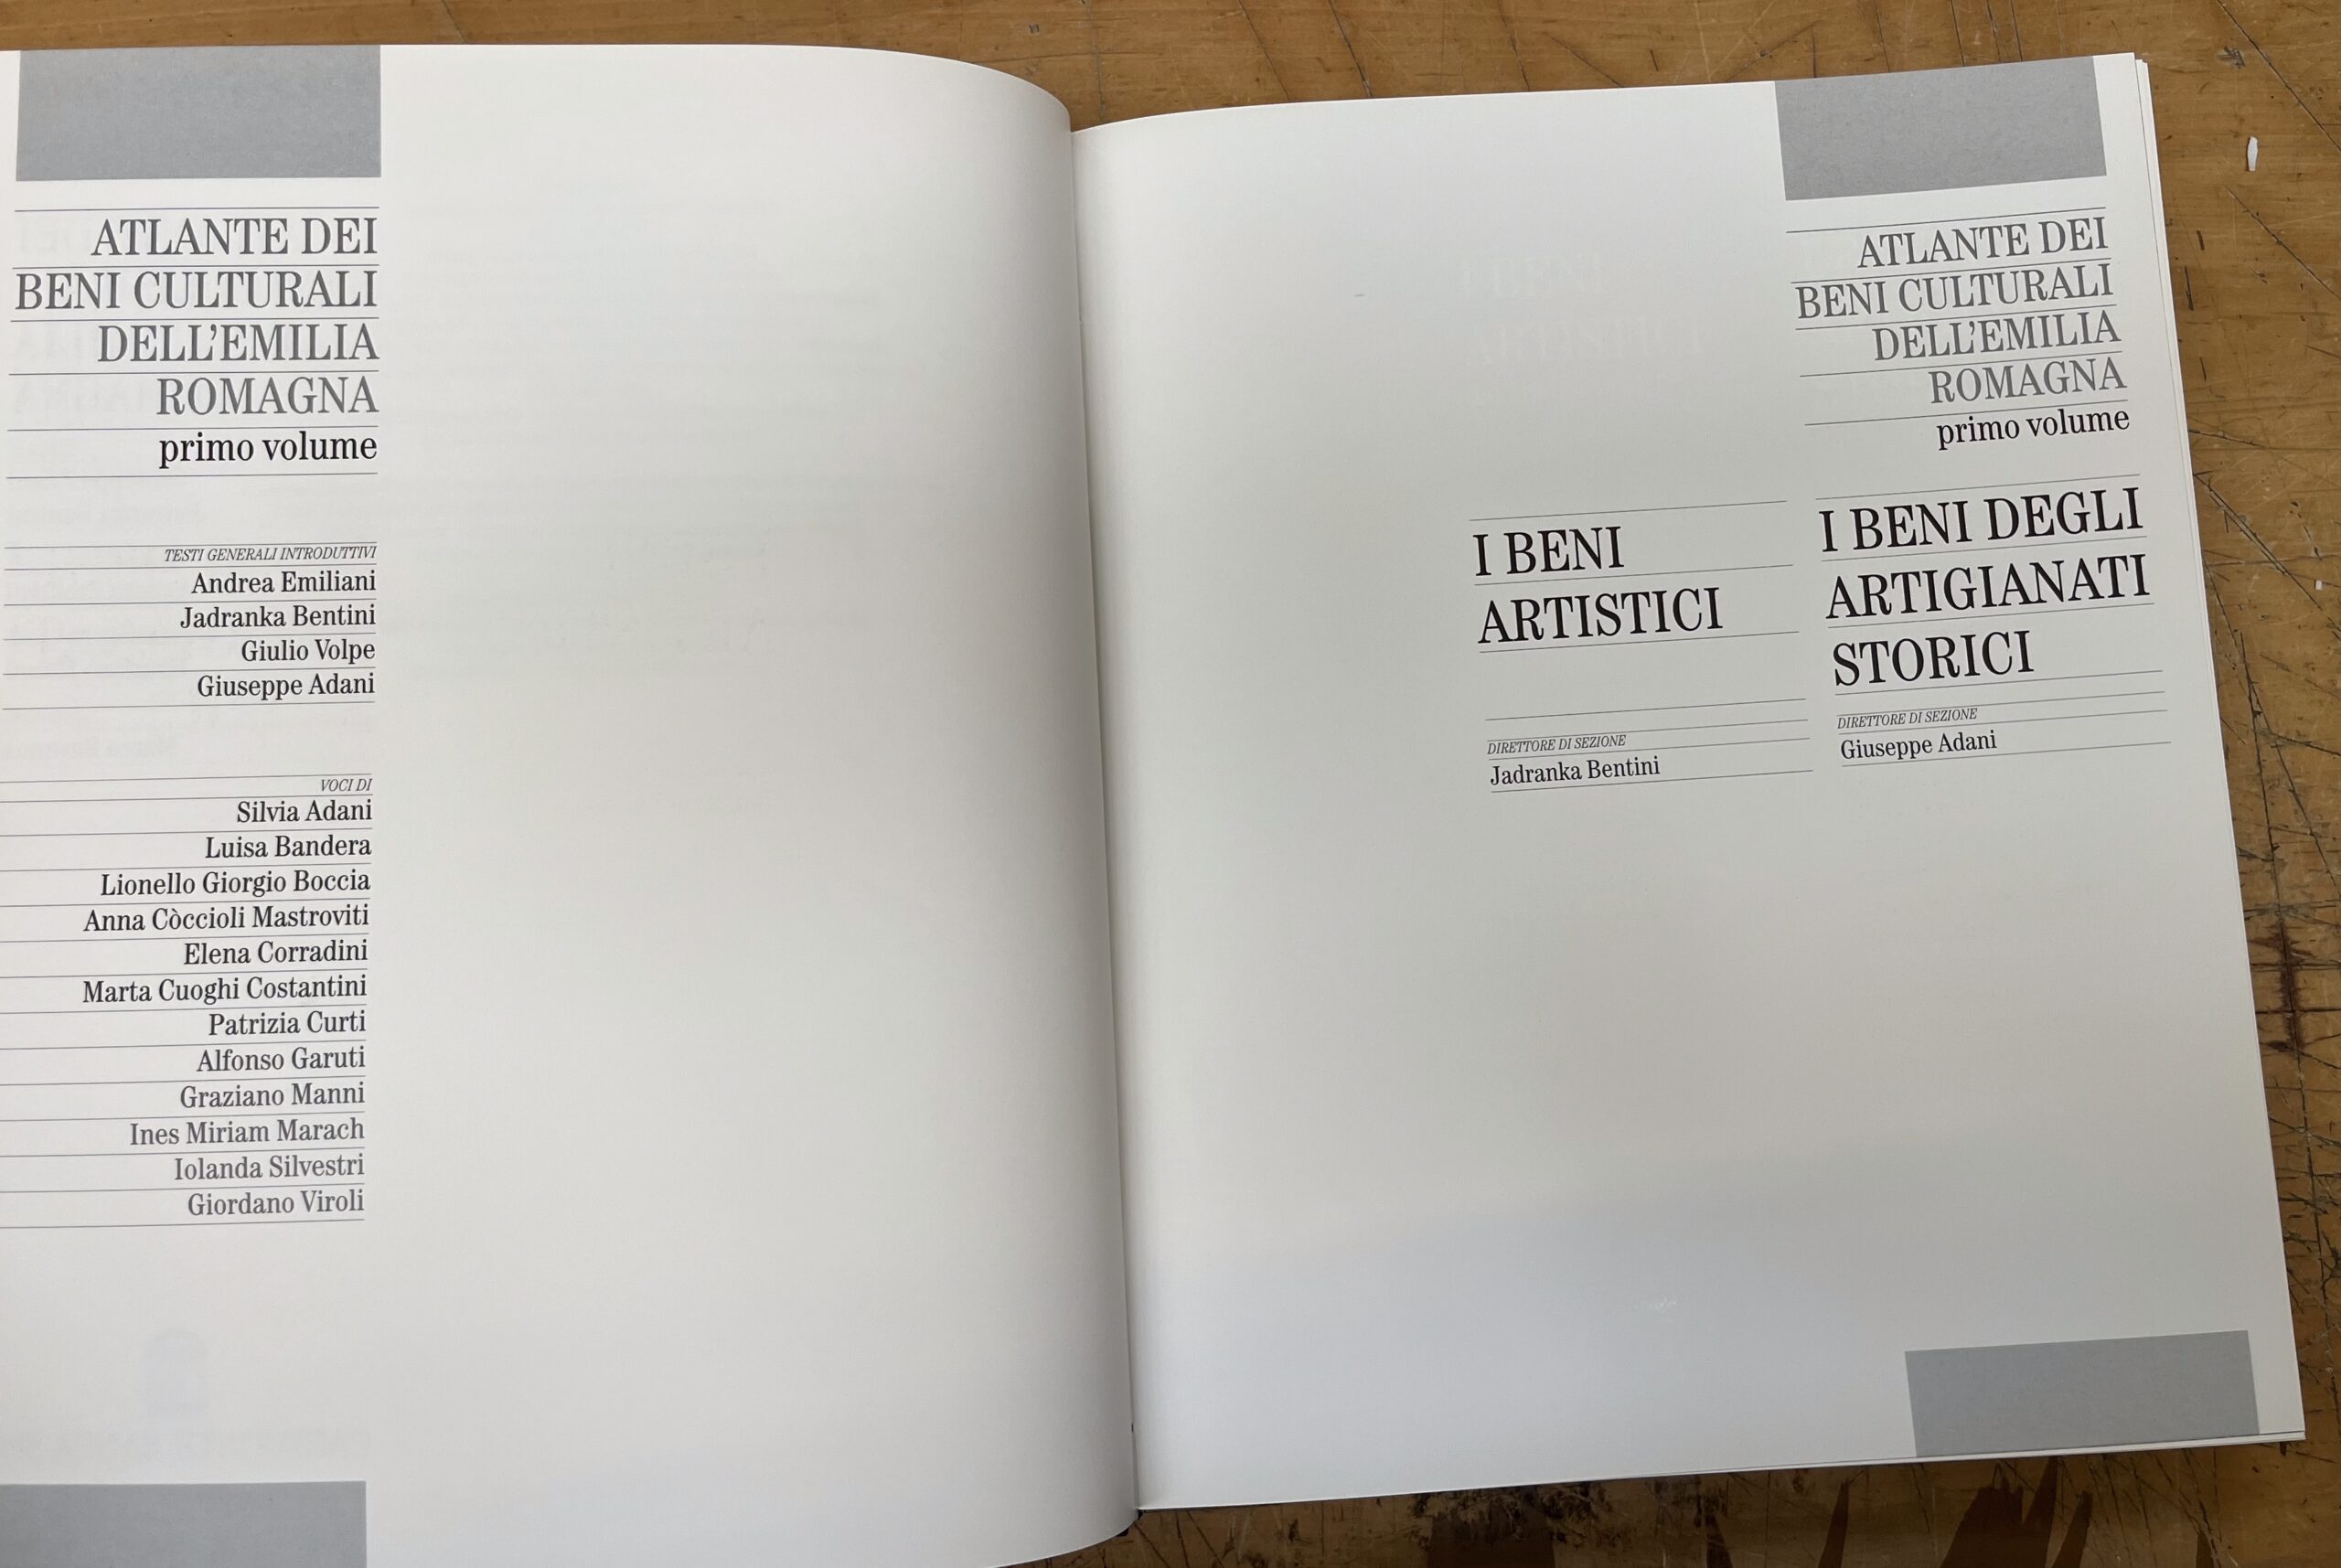 ATLANTE DEI
BENI CULTURALI
DELL'EMILIA
ROMAGNA
primo volume
TESTI GENERALI INTRODUTTIVI
Andrea Emiliani
Jadranka Bentini
Giulio Volpe
Giuseppe Adani
VOCI DI
Silvia Adani
Luisa Bandera
Lionello Giorgio Boccia
Anna Còccioli Mastroviti
Elena Corradini
Marta Cuoghi Costantini
Patrizia Curti
Alfonso Garuti
Graziano Manni
Ines Miriam Marach
Iolanda Silvestri
Giordano Viroli
ATLANTE DEI
BENI CULTURALI
DELL'EMILIA
ROMAGNA
primo volume
I BENI
ARTISTICI
DIRETTORE DI SEZIONE
Jadranka Bentini
I BENI DEGLI
ARTIGIANATI
STORICI
DIRETTORE DI SEZIONE
Giuseppe Adani